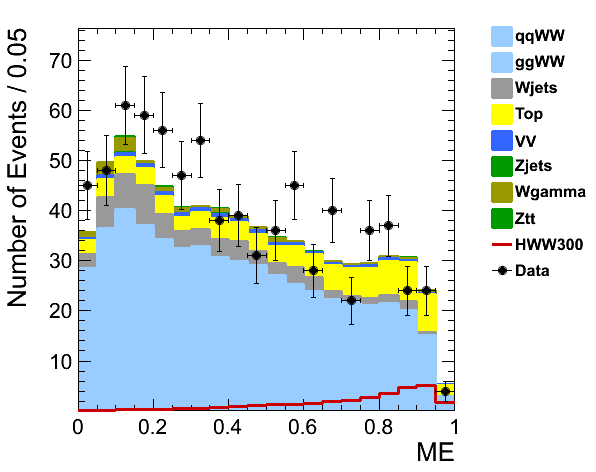 Number of Events / 0.05
70
60
50
40
30
20
10
0
0.2
0.4
0.6
0.8
1
ME
qqWW
ggWW
Wjets
Top
VV
Zjets
Wgamma
Ztt
HWW300
Data